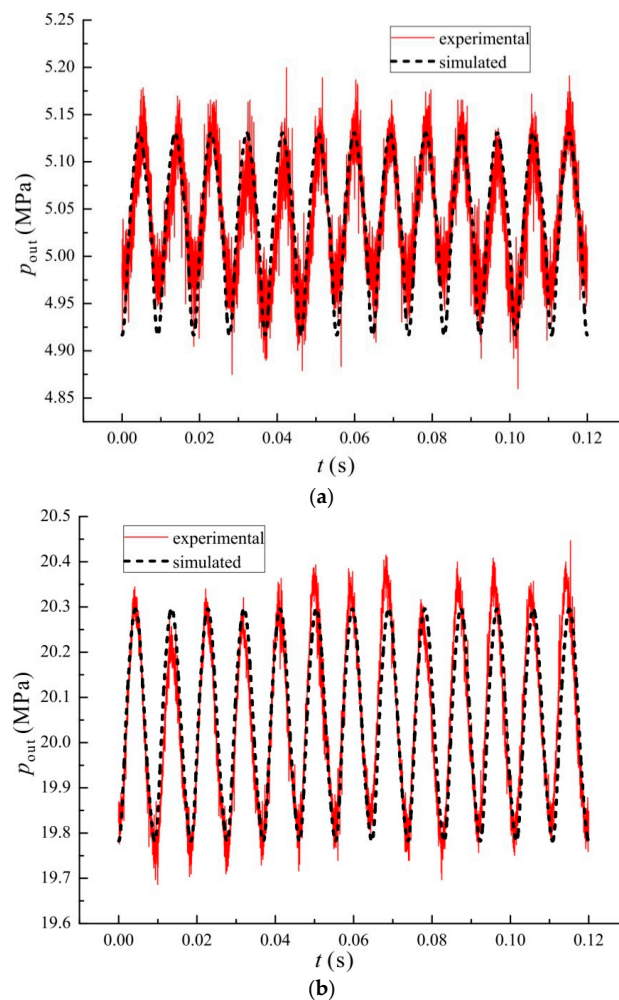 experimental
simulated
5.25
5.20
5.15
5.10
5.05
5.00
4.95
4.90
4.85
p_out (MPa)
0.00 0.02 0.04 0.06 0.08 0.10 0.12
t (s)
(a)
experimental
simulated
20.5
20.4
20.3
20.2
20.1
20.0
19.9
19.8
19.7
19.6
p_out (MPa)
0.00 0.02 0.04 0.06 0.08 0.10 0.12
t (s)
(b)